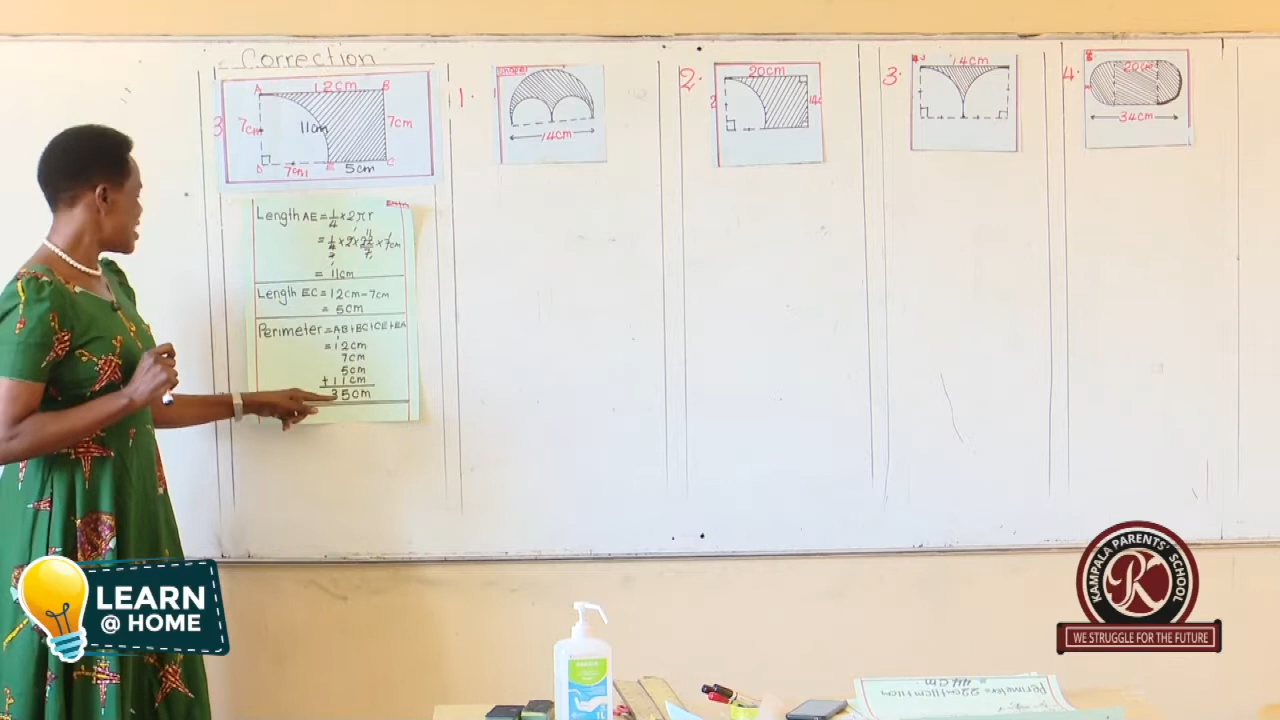 Correction
A 12cm B
3
7cm
11cm
7cm
D 7cm E 5cm C
Length AE = 1/4 × 2πr
= 1/4 × 2 × 22/7 × 7cm
= 11cm
Length EC = 12cm - 7cm
= 5cm
Perimeter = AB+BC+CE+EA
= 12cm
7cm
5cm
+ 11cm
35cm
1.
14cm
2.
20cm
14
3.
14cm
4.
20cm
34cm
LEARN
@ HOME
KAMPALA PARENTS' SCHOOL
WE STRUGGLE FOR THE FUTURE